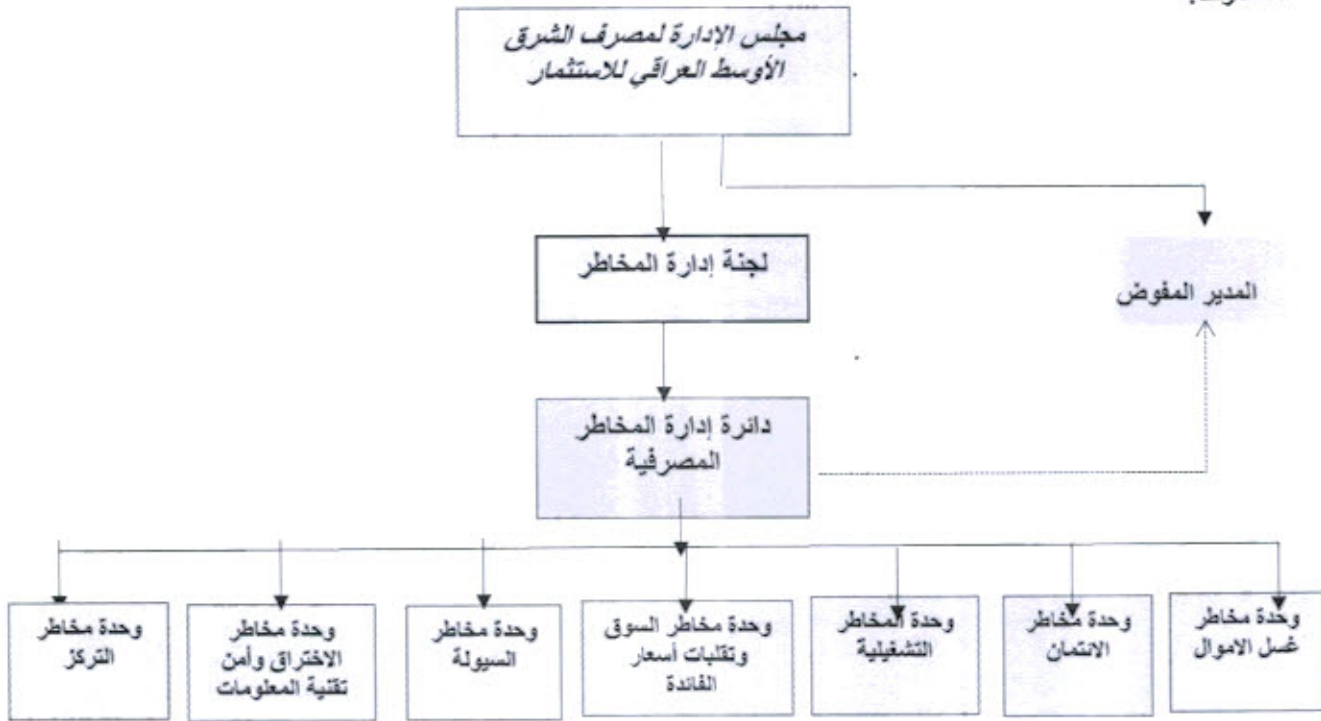 مجلس الإدارة لمصرف الشرق
الأوسط العراقي للاستثمار
لجنة إدارة المخاطر
المدير المفوض
دائرة إدارة المخاطر
المصرفية
وحدة مخاطر
غسل الاموال
وحدة مخاطر
الائتمان
وحدة المخاطر
التشغيلية
وحدة مخاطر السوق
وتقلبات أسعار
الفائدة
وحدة مخاطر
السيولة
وحدة مخاطر
الاختراق وأمن
تقنية المعلومات
وحدة مخاطر
التركز